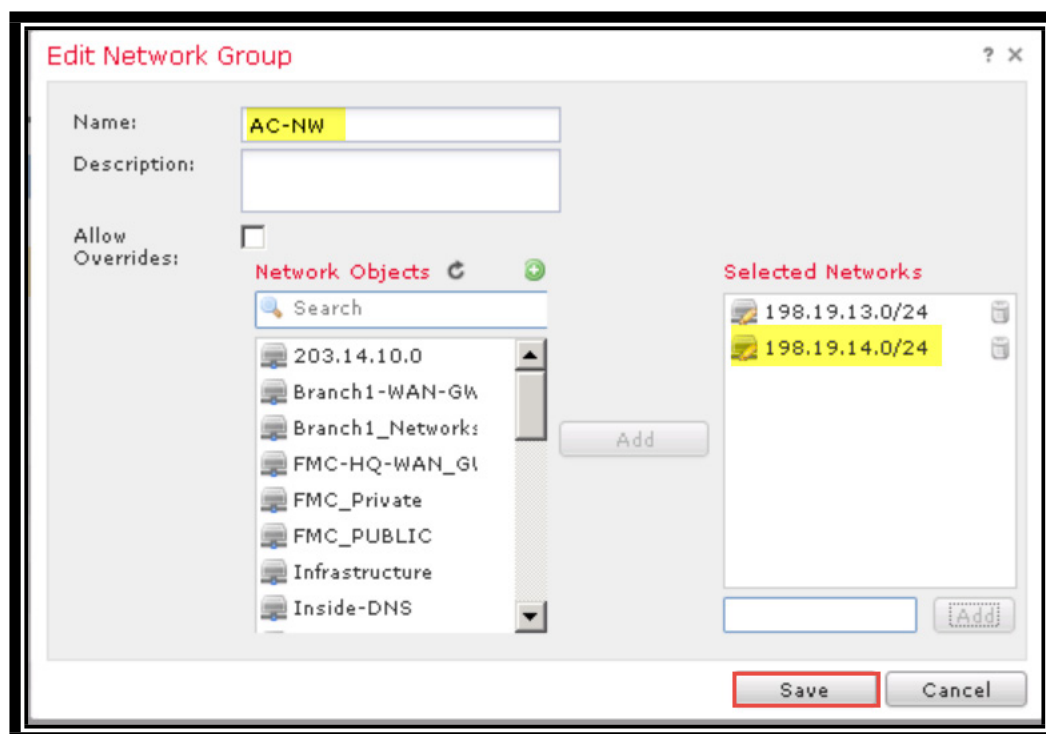 Edit Network Group ? ×
Name: AC-NW
Description:
Allow
Overrides:
Network Objects
Selected Networks
Search
198.19.13.0/24
198.19.14.0/24
203.14.10.0
Branch1-WAN-GW
Branch1_Networks
FMC-HQ-WAN_GU
FMC_Private
FMC_PUBLIC
Infrastructure
Inside-DNS
Add
Add
Save
Cancel